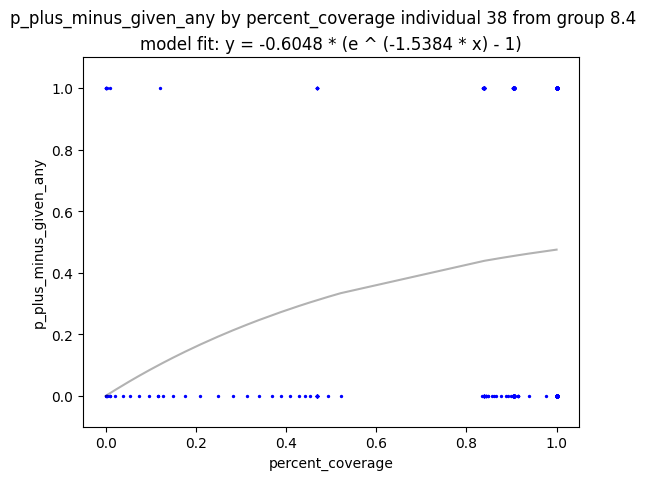 p_plus_minus_given_any by percent_coverage individual 38 from group 8.4
model fit: y = -0.6048 * (e ^ (-1.5384 * x) - 1)
1.0
0.8
0.6
0.4
0.2
0.0
p_plus_minus_given_any
0.0 0.2 0.4 0.6 0.8 1.0
percent_coverage